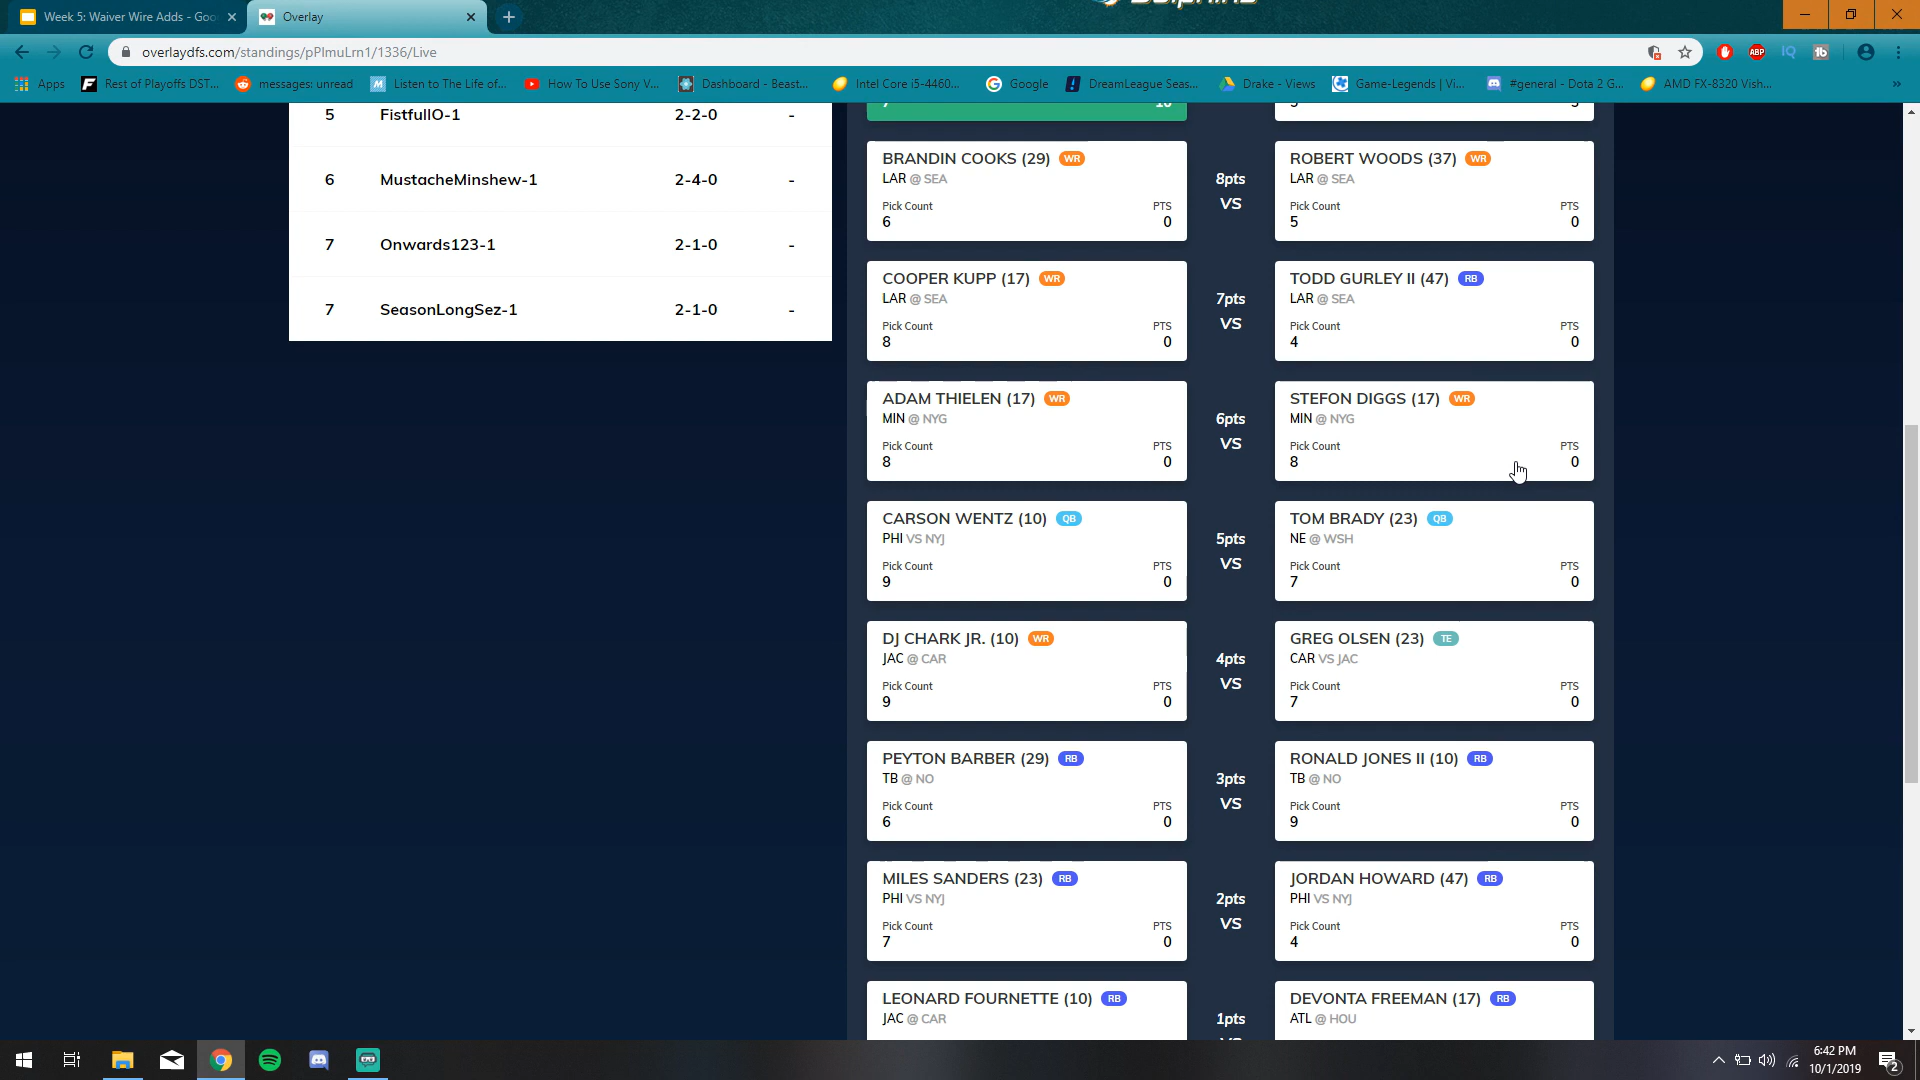 Week 5: Waiver Wire Adds - Goo
Overlay
overlaydfs.com/standings/pPlmuLrn1/1336/Live
Apps
Rest of Playoffs DST...
messages: unread
Listen to The Life of...
How To Use Sony V...
Dashboard - Beast...
Intel Core i5-4460...
Google
DreamLeague Seas...
Drake - Views
Game-Legends | Vi...
#general - Dota 2 G...
AMD FX-8320 Vish...
5 FistfullO-1 2-2-0 -
6 MustacheMinshew-1 2-4-0 -
7 Onwards123-1 2-1-0 -
7 SeasonLongSez-1 2-1-0 -
BRANDIN COOKS (29) WR
LAR @ SEA
Pick Count PTS
6 0
8pts
VS
ROBERT WOODS (37) WR
LAR @ SEA
Pick Count PTS
5 0
COOPER KUPP (17) WR
LAR @ SEA
Pick Count PTS
8 0
7pts
VS
TODD GURLEY II (47) RB
LAR @ SEA
Pick Count PTS
4 0
ADAM THIELEN (17) WR
MIN @ NYG
Pick Count PTS
8 0
6pts
VS
STEFON DIGGS (17) WR
MIN @ NYG
Pick Count PTS
8 0
CARSON WENTZ (10) QB
PHI VS NYJ
Pick Count PTS
9 0
5pts
VS
TOM BRADY (23) QB
NE @ WSH
Pick Count PTS
7 0
DJ CHARK JR. (10) WR
JAC @ CAR
Pick Count PTS
9 0
4pts
VS
GREG OLSEN (23) TE
CAR VS JAC
Pick Count PTS
7 0
PEYTON BARBER (29) RB
TB @ NO
Pick Count PTS
6 0
3pts
VS
RONALD JONES II (10) RB
TB @ NO
Pick Count PTS
9 0
MILES SANDERS (23) RB
PHI VS NYJ
Pick Count PTS
7 0
2pts
VS
JORDAN HOWARD (47) RB
PHI VS NYJ
Pick Count PTS
4 0
LEONARD FOURNETTE (10) RB
JAC @ CAR
1pts
DEVONTA FREEMAN (17) RB
ATL @ HOU
6:42 PM
10/1/2019
2